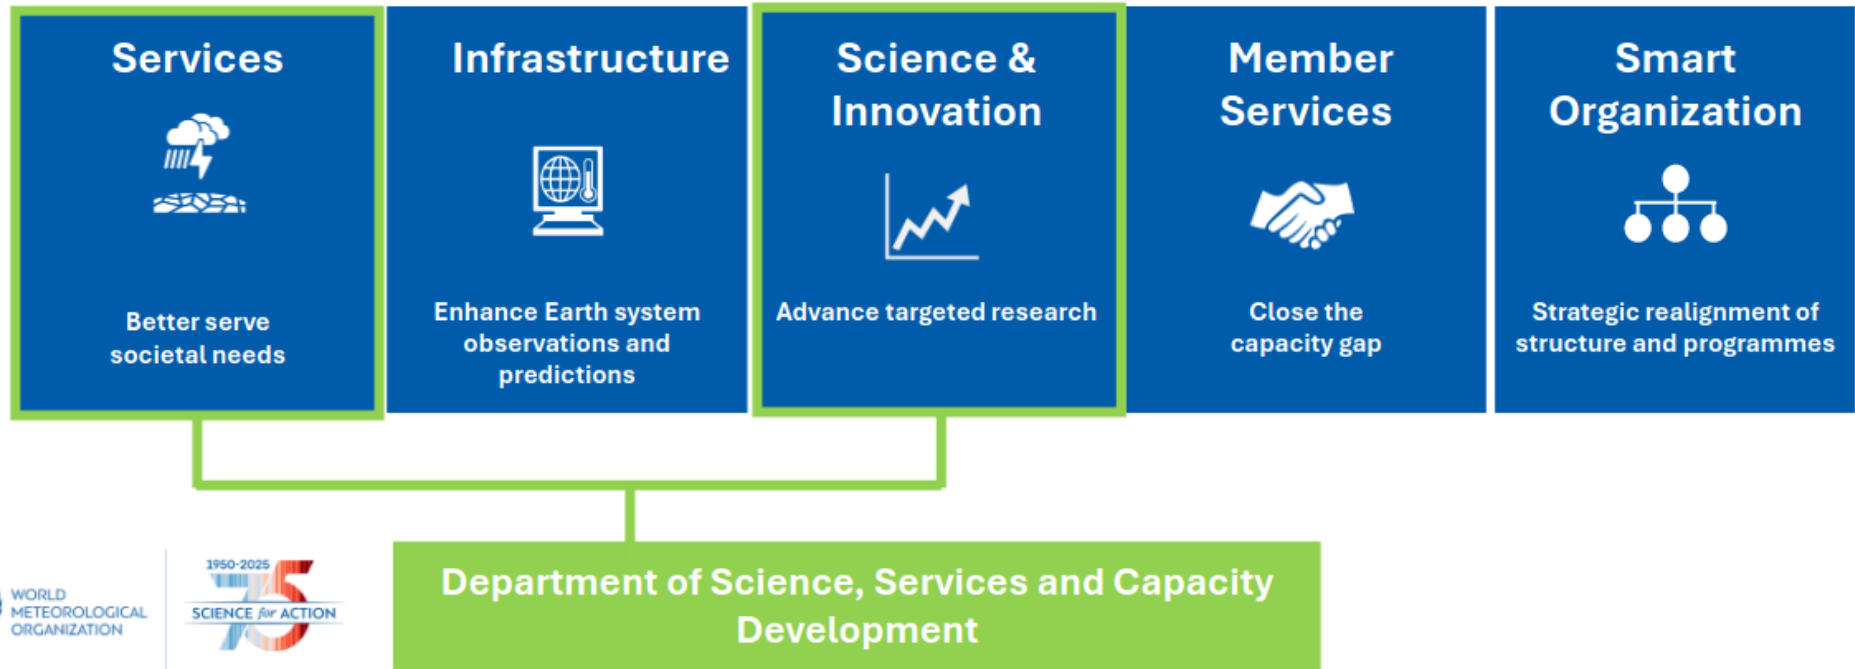 Services
Infrastructure
Science &
Innovation
Member
Services
Smart
Organization
Better serve
societal needs
Enhance Earth system
observations and
predictions
Advance targeted research
Close the
capacity gap
Strategic realignment of
structure and programmes
WORLD
METEOROLOGICAL
ORGANIZATION
1950-2025
75
SCIENCE for ACTION
Department of Science, Services and Capacity
Development